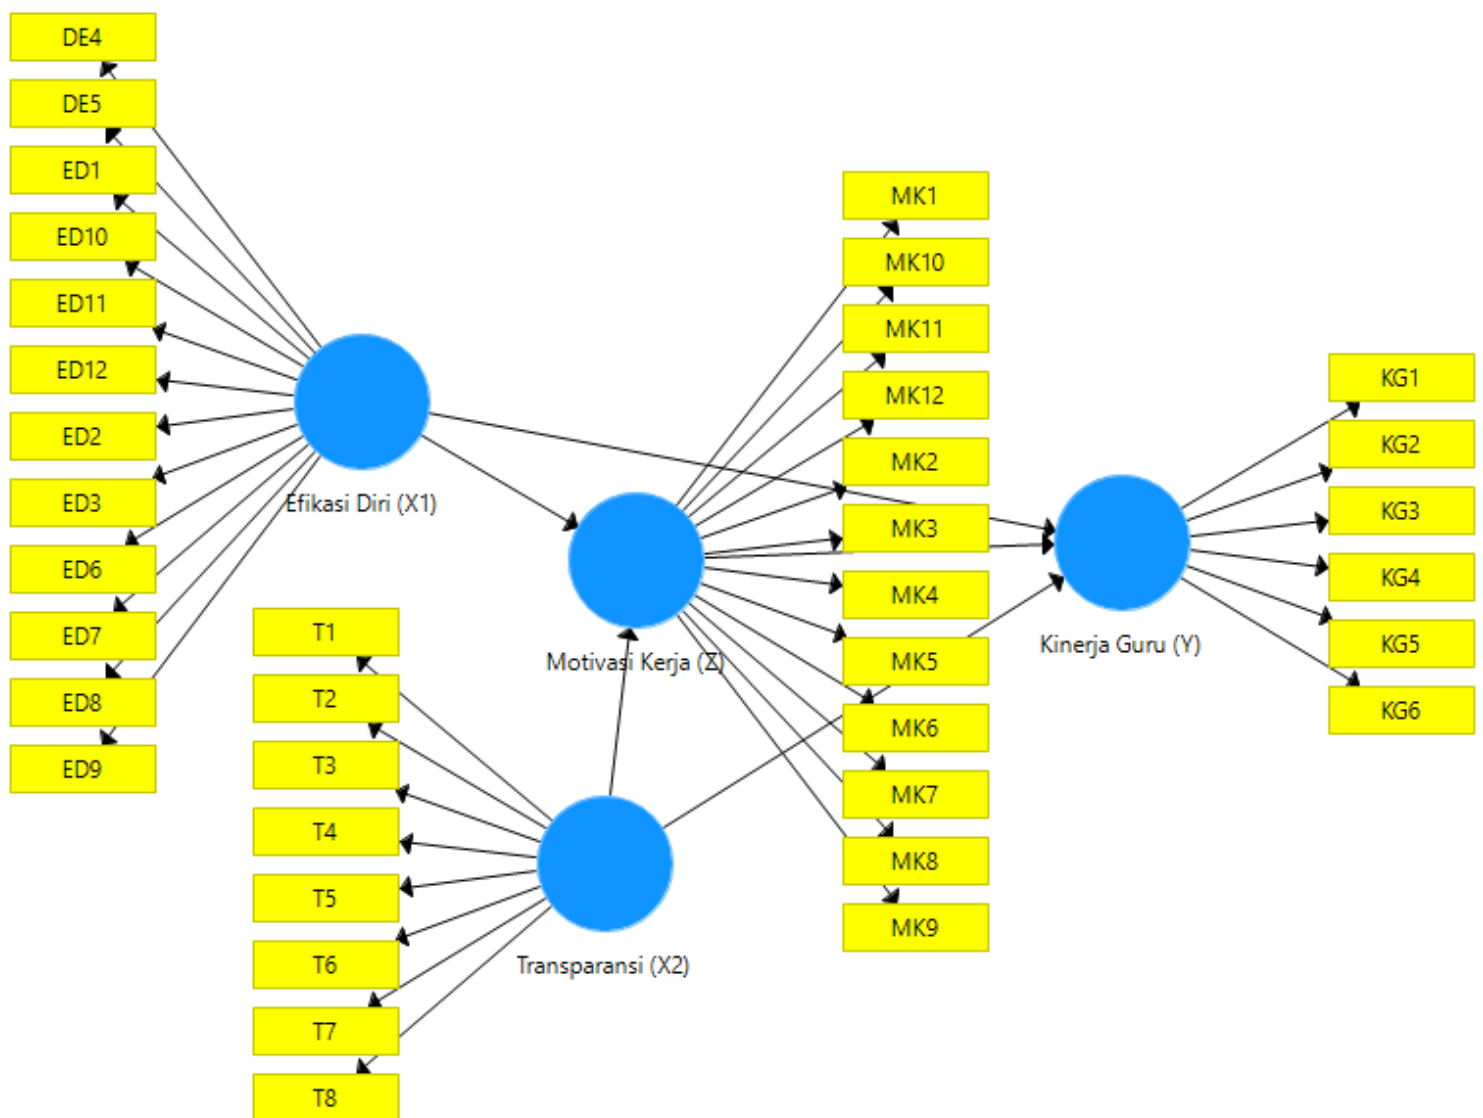 DE4
DE5
ED1
ED10
ED11
ED12
ED2
ED3
ED6
ED7
ED8
ED9
Efikasi Diri (X1)
T1
T2
T3
T4
T5
T6
T7
T8
Transparansi (X2)
Motivasi Kerja (Z)
MK1
MK10
MK11
MK12
MK2
MK3
MK4
MK5
MK6
MK7
MK8
MK9
Kinerja Guru (Y)
KG1
KG2
KG3
KG4
KG5
KG6